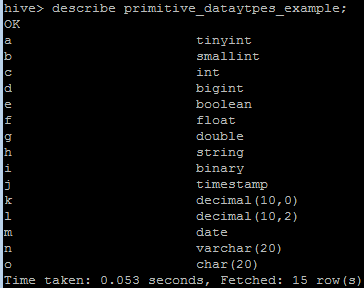 hive> describe primitive_dataytpes_example;
OK
a tinyint
b smallint
c int
d bigint
e boolean
f float
g double
h string
i binary
j timestamp
k decimal(10,0)
l decimal(10,2)
m date
n varchar(20)
o char(20)
Time taken: 0.053 seconds, Fetched: 15 row(s)